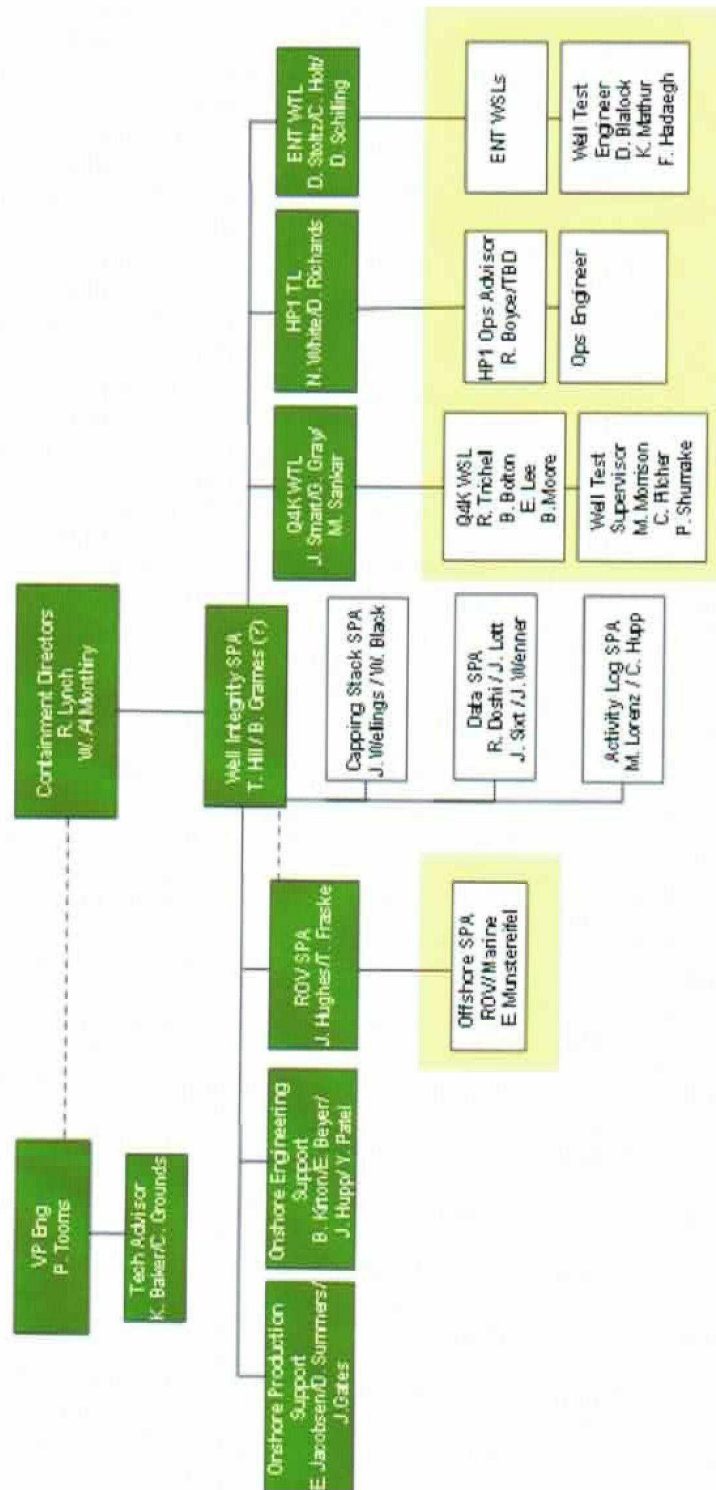 VP Eng
P. Tooms
Tech Advisor
K. Baker/C. Grounds
Containment Directors
R. Lynch
W. Al Monthiry
Well Integrity SPA
T. Hill / B. Grames (?)
Onshore Production
Support
E. Jacobsen/D. Summers/
J.Gates
Onshore Engineering
Support
B. Kmon/E. Beyer/
J. Hupp/ Y. Patel
ROV SPA
J. Hughes/T. Fraske
Offshore SPA
ROV/Marine
E. Munstereifel
Capping Stack SPA
J. Wellings / W. Black
Data SPA
R. Doshi / J. Lott
J. Sixt /J. Wenner
Activity Log SPA
M. Lorenz / C. Hupp
Q4K WTL
J. Smart/G. Gray/
M. Sankar
Q4K WSL
R. Trichel
B. Bolton
E. Lee
B.Moore
Well Test
Supervisor
M. Morrison
C. Richer
P. Shumake
HP1 TL
N. White/D. Richards
HP1 Ops Advisor
R. Boyce/TBD
Ops Engineer
ENT WTL
D. Stoltz/C. Holt/
D. Schilling
ENT WSLs
Well Test
Engineer
D. Blalock
K. Mathur
F. Hadaegh